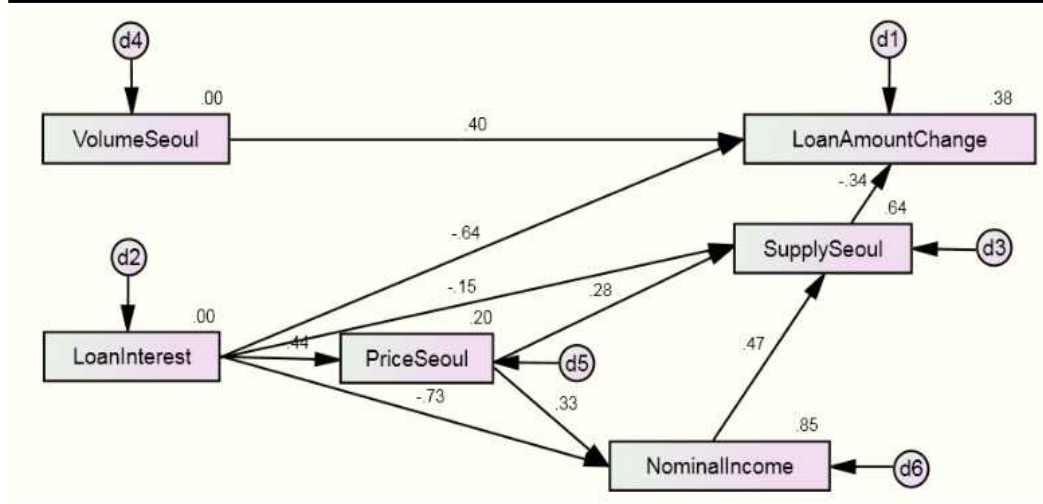 d4
d1
.00
.38
VolumeSeoul
.40
LoanAmountChange
-.34
.64
-.64
d2
SupplySeoul
d3
-.15
.28
.00
.20
LoanInterest
.44
PriceSeoul
d5
.47
-.73
.33
.85
NominalIncome
d6